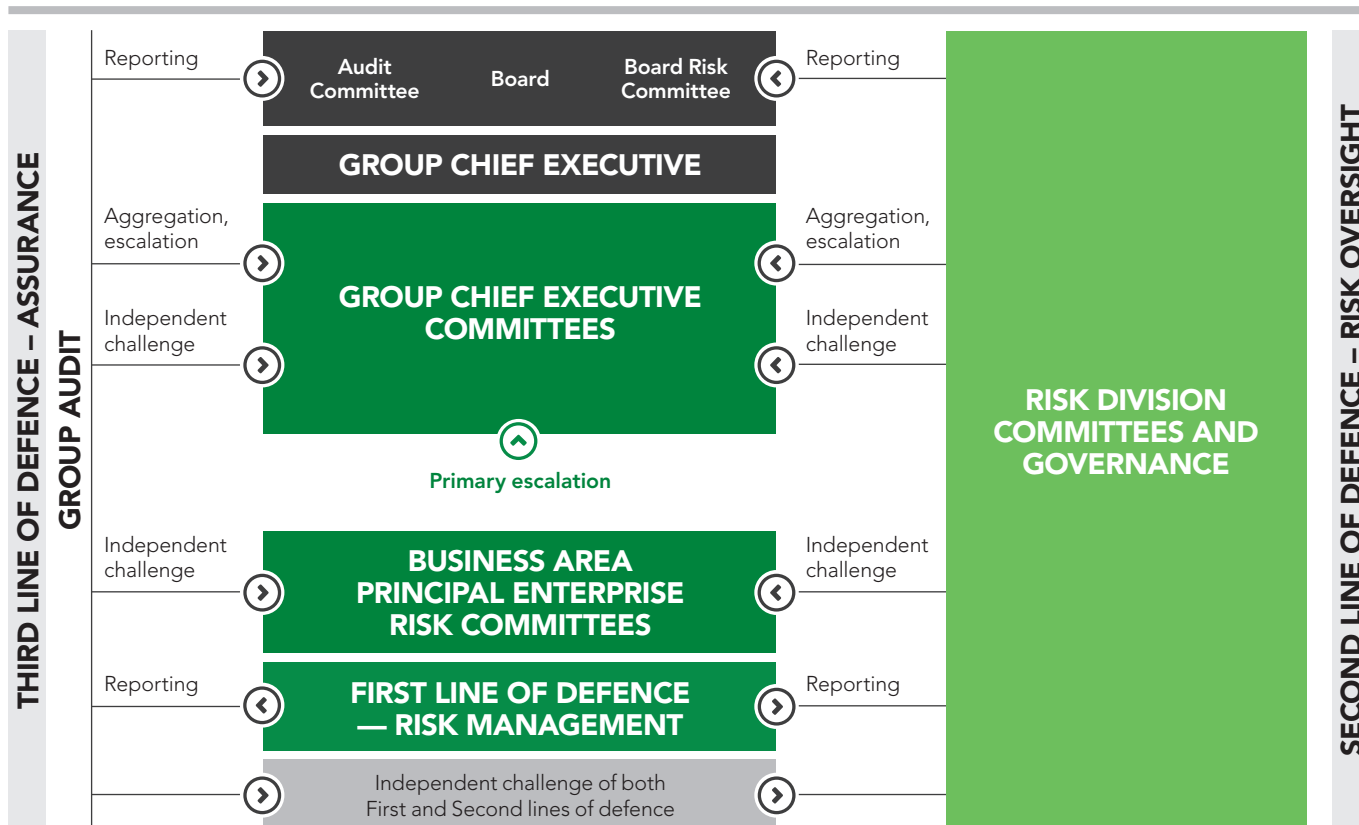 THIRD LINE OF DEFENCE – ASSURANCE
GROUP AUDIT
Reporting
Audit
Committee
Board
Board Risk
Committee
Reporting
GROUP CHIEF EXECUTIVE
Aggregation,
escalation
Aggregation,
escalation
GROUP CHIEF EXECUTIVE
COMMITTEES
Independent
challenge
Independent
challenge
Primary escalation
RISK DIVISION
COMMITTEES AND
GOVERNANCE
Independent
challenge
BUSINESS AREA
PRINCIPAL ENTERPRISE
RISK COMMITTEES
Independent
challenge
Reporting
FIRST LINE OF DEFENCE
— RISK MANAGEMENT
Reporting
Independent challenge of both
First and Second lines of defence
SECOND LINE OF DEFENCE – RISK OVERSIGHT